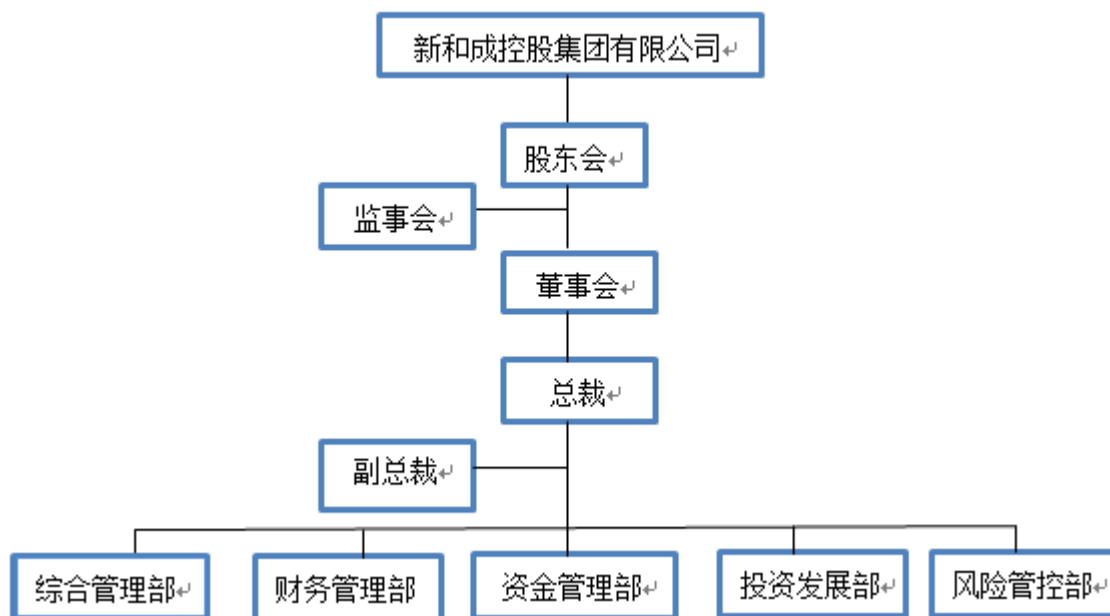 新和成控股集团有限公司
股东会
监事会
董事会
总裁
副总裁
综合管理部
财务管理部
资金管理部
投资发展部
风险管控部